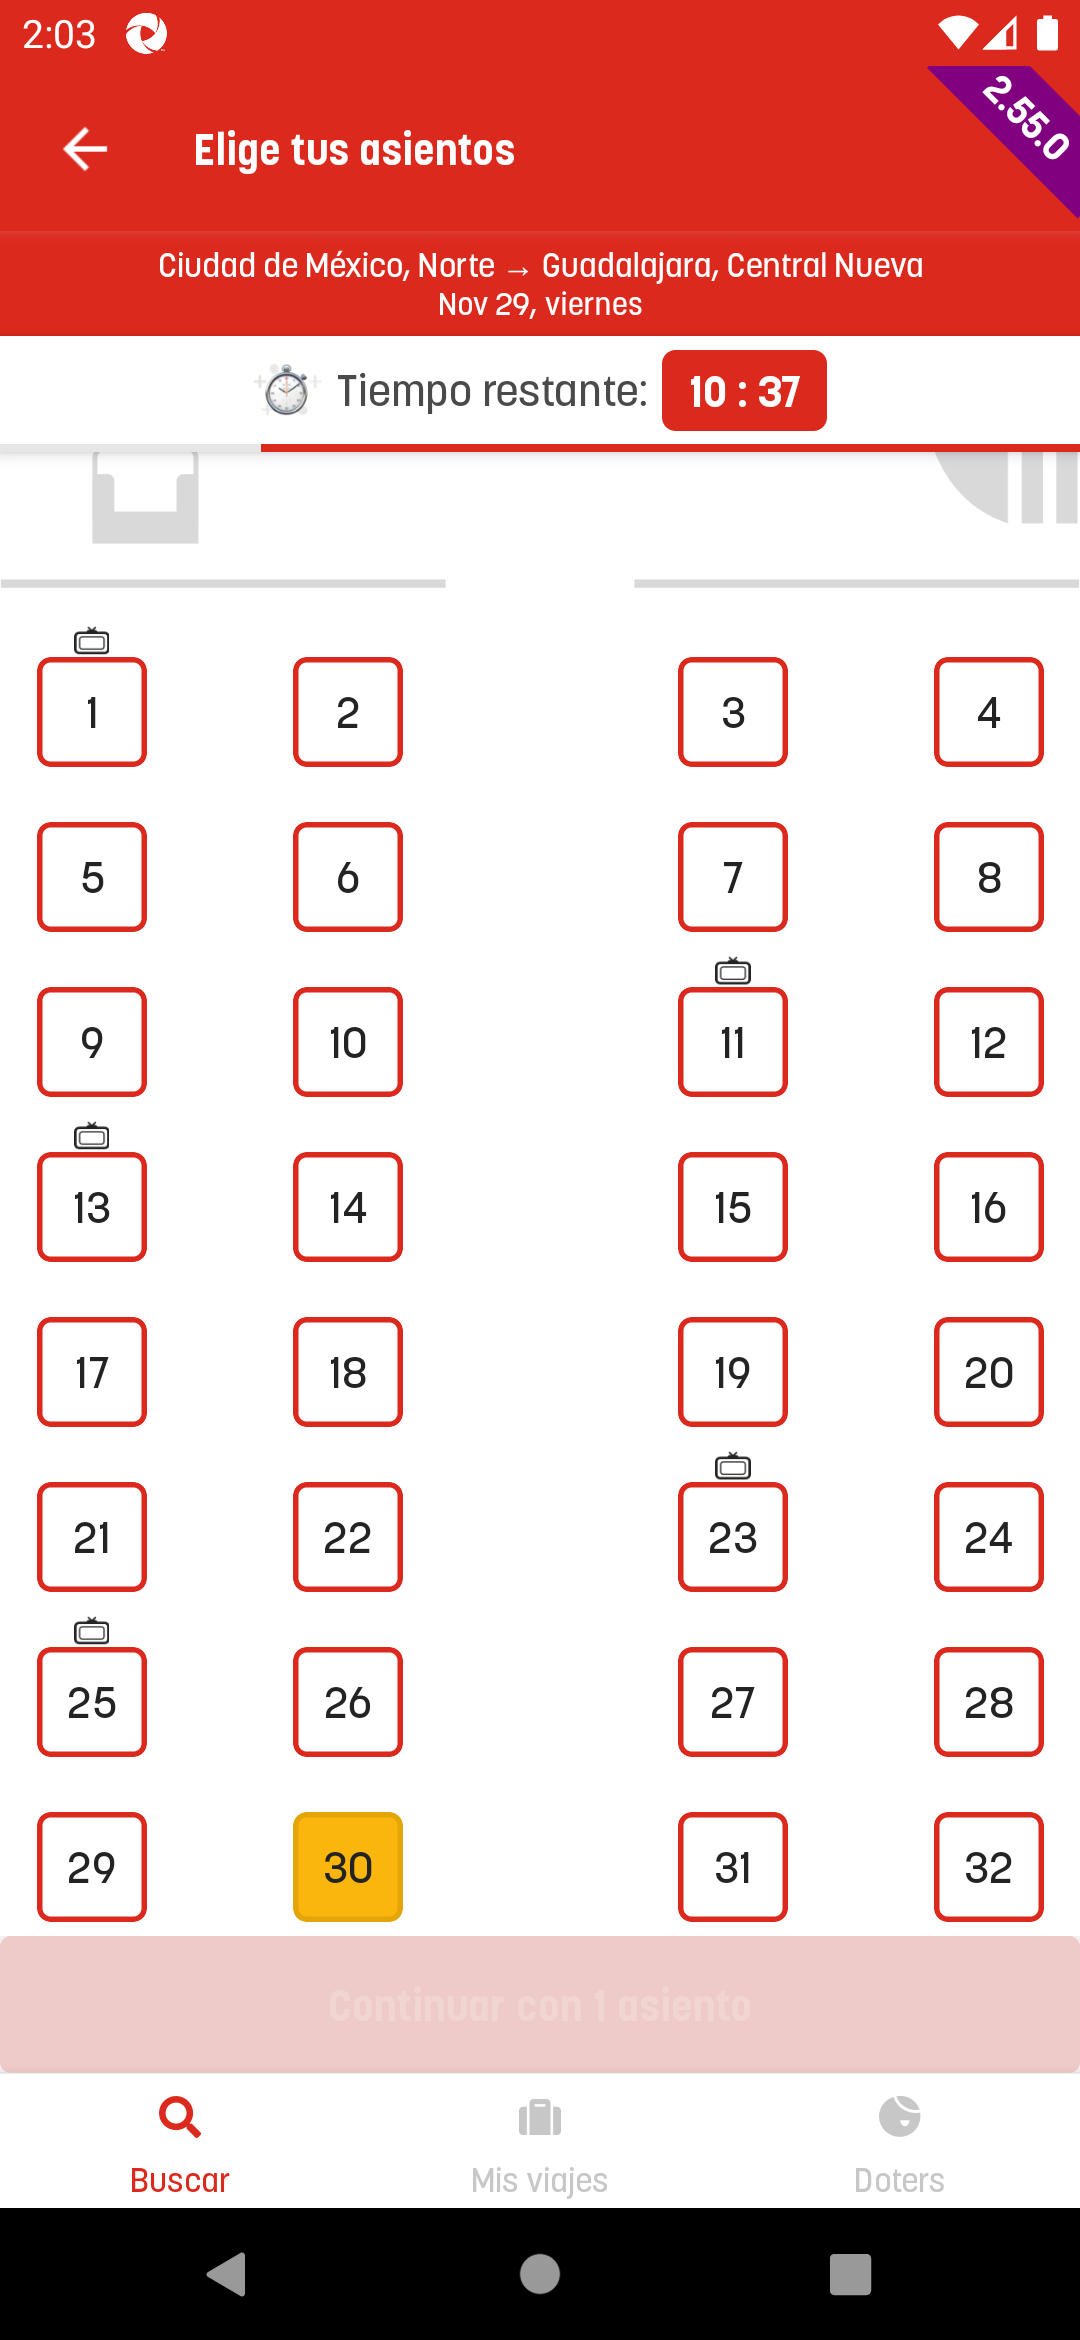 2:03
2.55.0
Elige tus asientos
Ciudad de México, Norte → Guadalajara, Central Nueva
Nov 29, viernes
Tiempo restante: 10 : 37
1 2 3 4
5 6 7 8
9 10 11 12
13 14 15 16
17 18 19 20
21 22 23 24
25 26 27 28
29 30 31 32
Continuar con 1 asiento
Buscar Mis viajes Doters